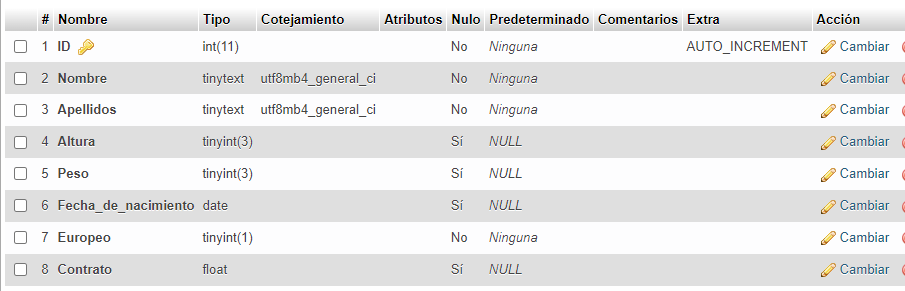 # Nombre Tipo Cotejamiento Atributos Nulo Predeterminado Comentarios Extra Acción
1 ID int(11) No Ninguna AUTO_INCREMENT Cambiar
2 Nombre tinytext utf8mb4_general_ci No Ninguna Cambiar
3 Apellidos tinytext utf8mb4_general_ci No Ninguna Cambiar
4 Altura tinyint(3) Sí NULL Cambiar
5 Peso tinyint(3) Sí NULL Cambiar
6 Fecha_de_nacimiento date Sí NULL Cambiar
7 Europeo tinyint(1) No Ninguna Cambiar
8 Contrato float Sí NULL Cambiar